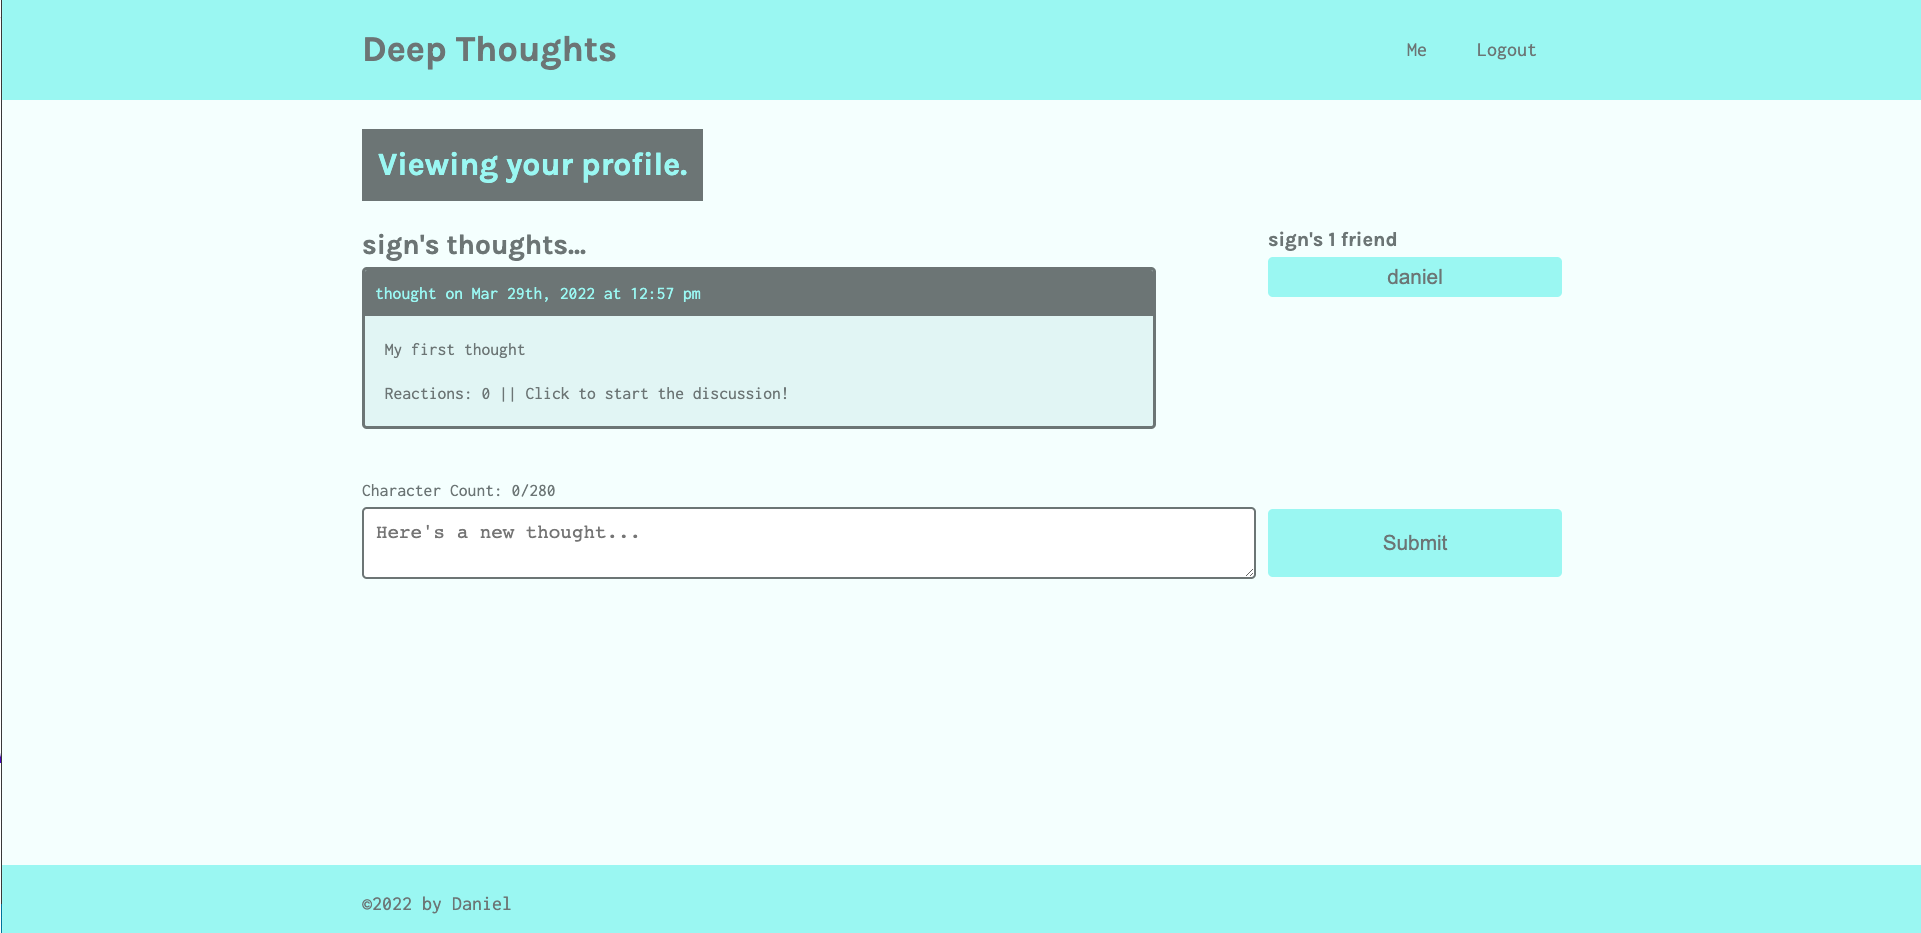 Deep Thoughts
Me
Logout
Viewing your profile.
sign's thoughts...
thought on Mar 29th, 2022 at 12:57 pm
My first thought
Reactions: 0 || Click to start the discussion!
sign's 1 friend
daniel
Character Count: 0/280
Here's a new thought...
Submit
©2022 by Daniel